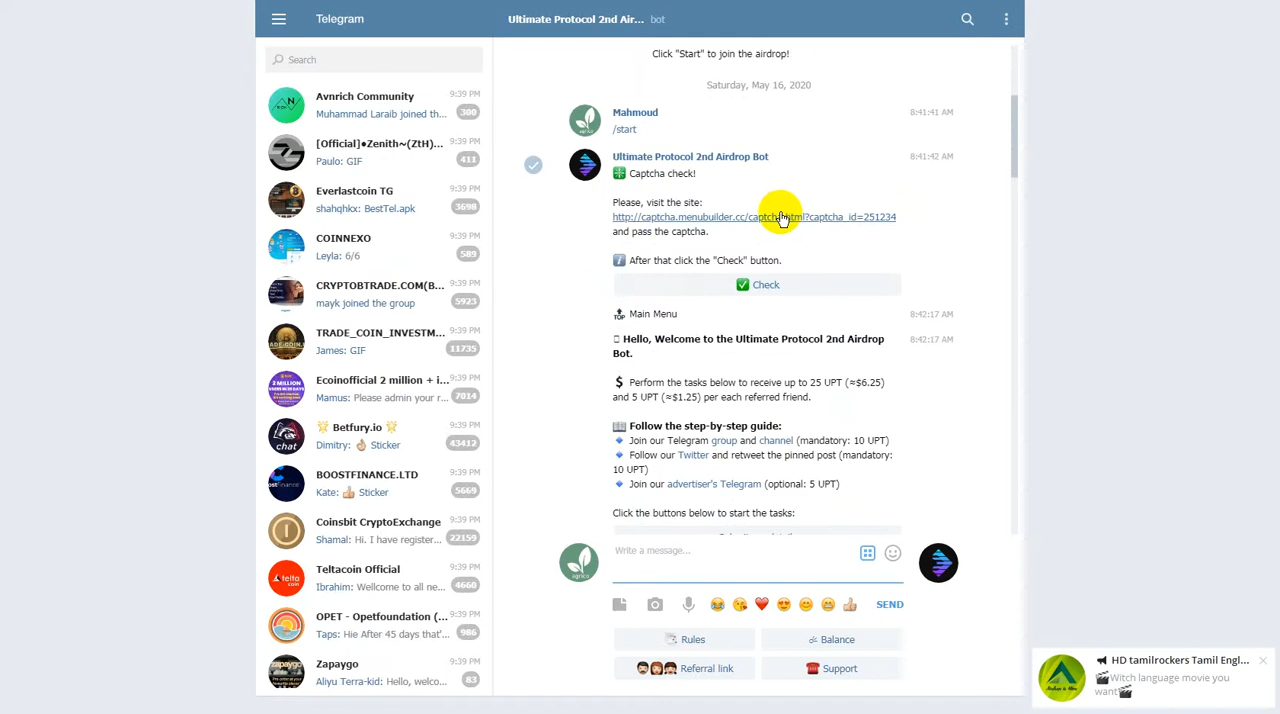 Telegram
Ultimate Protocol 2nd Air... bot
Search
Avnrich Community 9:39 PM
Muhammad Laraib joined th... 300
[Official]●Zenith~(ZtH)... 9:39 PM
Paulo: GIF 411
Everlastcoin TG 9:39 PM
shahqhkx: BestTel.apk 3698
COINNEXO 9:39 PM
Leyla: 6/6 589
CRYPTOBTRADE.COM(B... 9:39 PM
mayk joined the group 5923
TRADE_COIN_INVESTM... 9:39 PM
James: GIF 11735
Ecoinofficial 2 million + i... 9:39 PM
Mamus: Please admin your r... 7014
🌟 Betfury.io 🌟 9:39 PM
Dimitry: 👌🏼 Sticker 43412
BOOSTFINANCE.LTD 9:39 PM
Kate: 👍🏻 Sticker 5669
Coinsbit CryptoExchange 9:39 PM
Shamal: Hi. I have register... 22159
Teltacoin Official 9:39 PM
Ibrahim: Welcome to all ne... 4660
OPET - Opetfoundation (... 9:39 PM
Taps: Hie After 45 days that'... 986
Zapaygo 9:39 PM
Aliyu Terra-kid: Hello, welco... 83
Click "Start" to join the airdrop!
Saturday, May 16, 2020
Mahmoud 8:41:41 AM
/start
Ultimate Protocol 2nd Airdrop Bot 8:41:42 AM
❇️ Captcha check!
Please, visit the site:
http://captcha.menubuilder.cc/captcha.html?captcha_id=251234
and pass the captcha.
ℹ️ After that click the "Check" button.
✅ Check
🔝 Main Menu 8:42:17 AM
Hello, Welcome to the Ultimate Protocol 2nd Airdrop 8:42:17 AM
Bot.
💲 Perform the tasks below to receive up to 25 UPT (≈$6.25)
and 5 UPT (≈$1.25) per each referred friend.
📖 Follow the step-by-step guide:
🔹 Join our Telegram group and channel (mandatory: 10 UPT)
🔹 Follow our Twitter and retweet the pinned post (mandatory:
10 UPT)
🔹 Join our advertiser's Telegram (optional: 5 UPT)
Click the buttons below to start the tasks:
Write a message...
agrico
SEND
Rules
Balance
Referral link
Support
HD tamilrockers Tamil Engl...
🎬Witch language movie you
want🎬